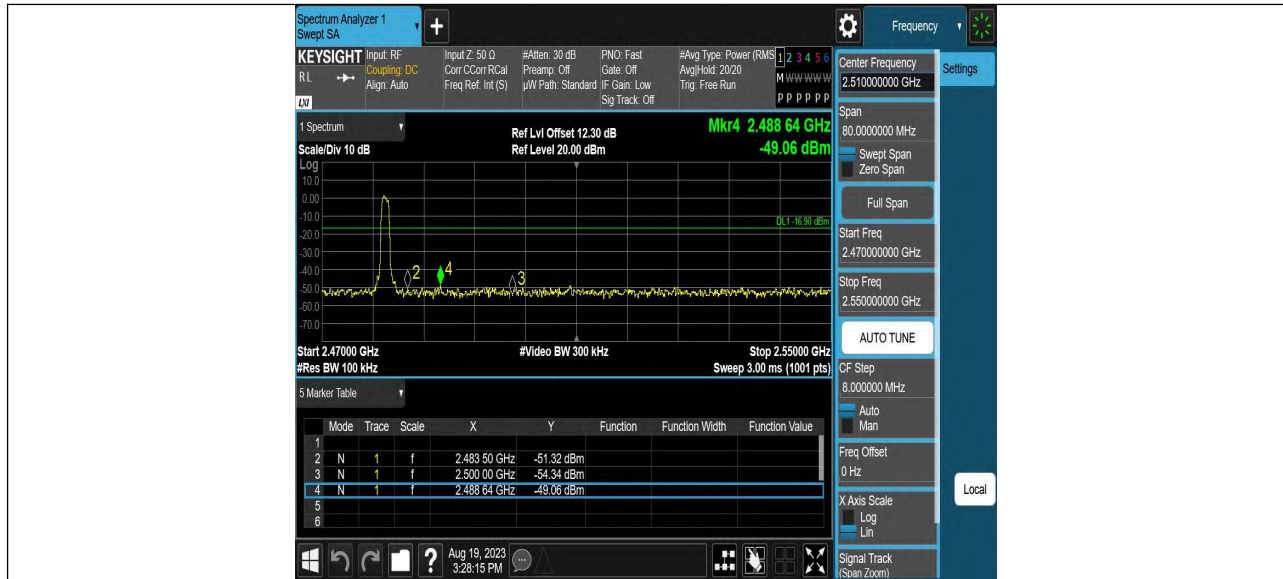 Spectrum Analyzer 1
Swept SA
+
Frequency
KEYSIGHT
R L
LXI
Input: RF
Coupling: DC
Align: Auto
Input Z: 50 Ω
Corr CCorr RCal
Freq Ref: Int (S)
#Atten: 30 dB
Preamp: Off
µW Path: Standard
PNO: Fast
Gate: Off
IF Gain: Low
Sig Track: Off
#Avg Type: Power (RMS
Avg|Hold: 20/20
Trig: Free Run
1 2 3 4 5 6
M W W W W W
P P P P P P
1 Spectrum
Scale/Div 10 dB
Ref Lvl Offset 12.30 dB
Ref Level 20.00 dBm
Mkr4 2.488 64 GHz
-49.06 dBm
Log
10.0
0.00
-10.0
-20.0
-30.0
-40.0
-50.0
-60.0
-70.0
DL1 -16.90 dBm
2
4
3
Start 2.47000 GHz
#Res BW 100 kHz
#Video BW 300 kHz
Stop 2.55000 GHz
Sweep 3.00 ms (1001 pts)
5 Marker Table
Mode Trace Scale X Y Function Function Width Function Value
1
2 N 1 f 2.483 50 GHz -51.32 dBm
3 N 1 f 2.500 00 GHz -54.34 dBm
4 N 1 f 2.488 64 GHz -49.06 dBm
5
6
?
Aug 19, 2023
3:28:15 PM
Center Frequency
2.510000000 GHz
Settings
Span
80.0000000 MHz
Swept Span
Zero Span
Full Span
Start Freq
2.470000000 GHz
Stop Freq
2.550000000 GHz
AUTO TUNE
CF Step
8.000000 MHz
Auto
Man
Freq Offset
0 Hz
X Axis Scale
Log
Lin
Signal Track
(Span Zoom)
Local